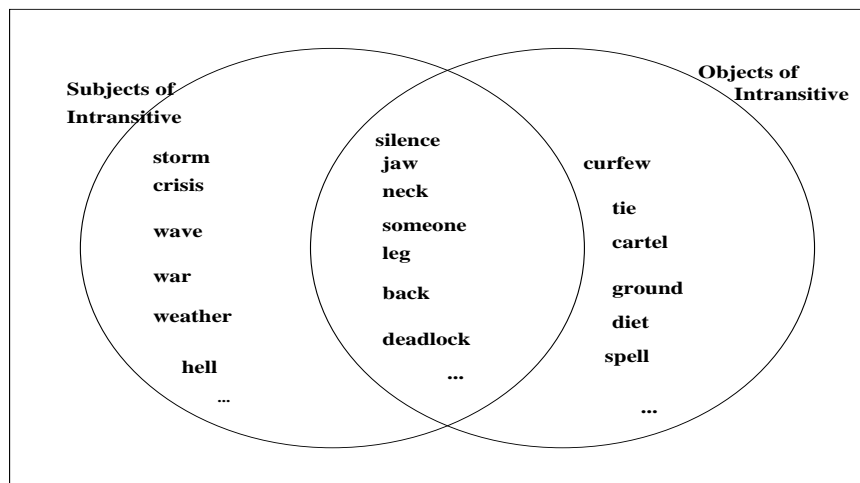 Subjects of
Intransitive
storm
crisis
wave
war
weather
hell
...
silence
jaw
neck
someone
leg
back
deadlock
...
Objects of
Intransitive
curfew
tie
cartel
ground
diet
spell
...